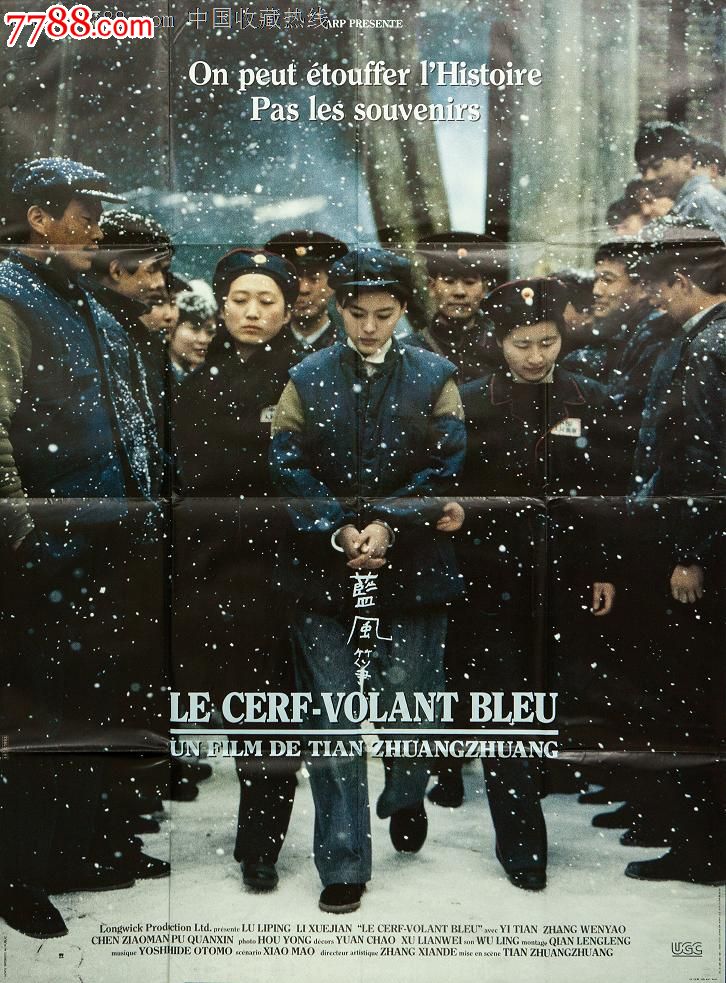 7788.com
7788.com 中国收藏热线
ARP PRESENTE
On peut étouffer l'Histoire
Pas les souvenirs
藍
風
箏
LE CERF-VOLANT BLEU
UN FILM DE TIAN ZHUANGZHUANG
Longwick Production Ltd. présente LU LIPING LI XUEJIAN "LE CERF-VOLANT BLEU" avec YI TIAN ZHANG WENYAO
CHEN ZIAOMAN PU QUANXIN photo HOU YONG décors YUAN CHAO XU LIANWEI son WU LING montage QIAN LENGLENG
musique YOSHIHIDE OTOMO scénario XIAO MAO directeur artistique ZHANG XIANDE mise en scène TIAN ZHUANGZHUANG
UGC